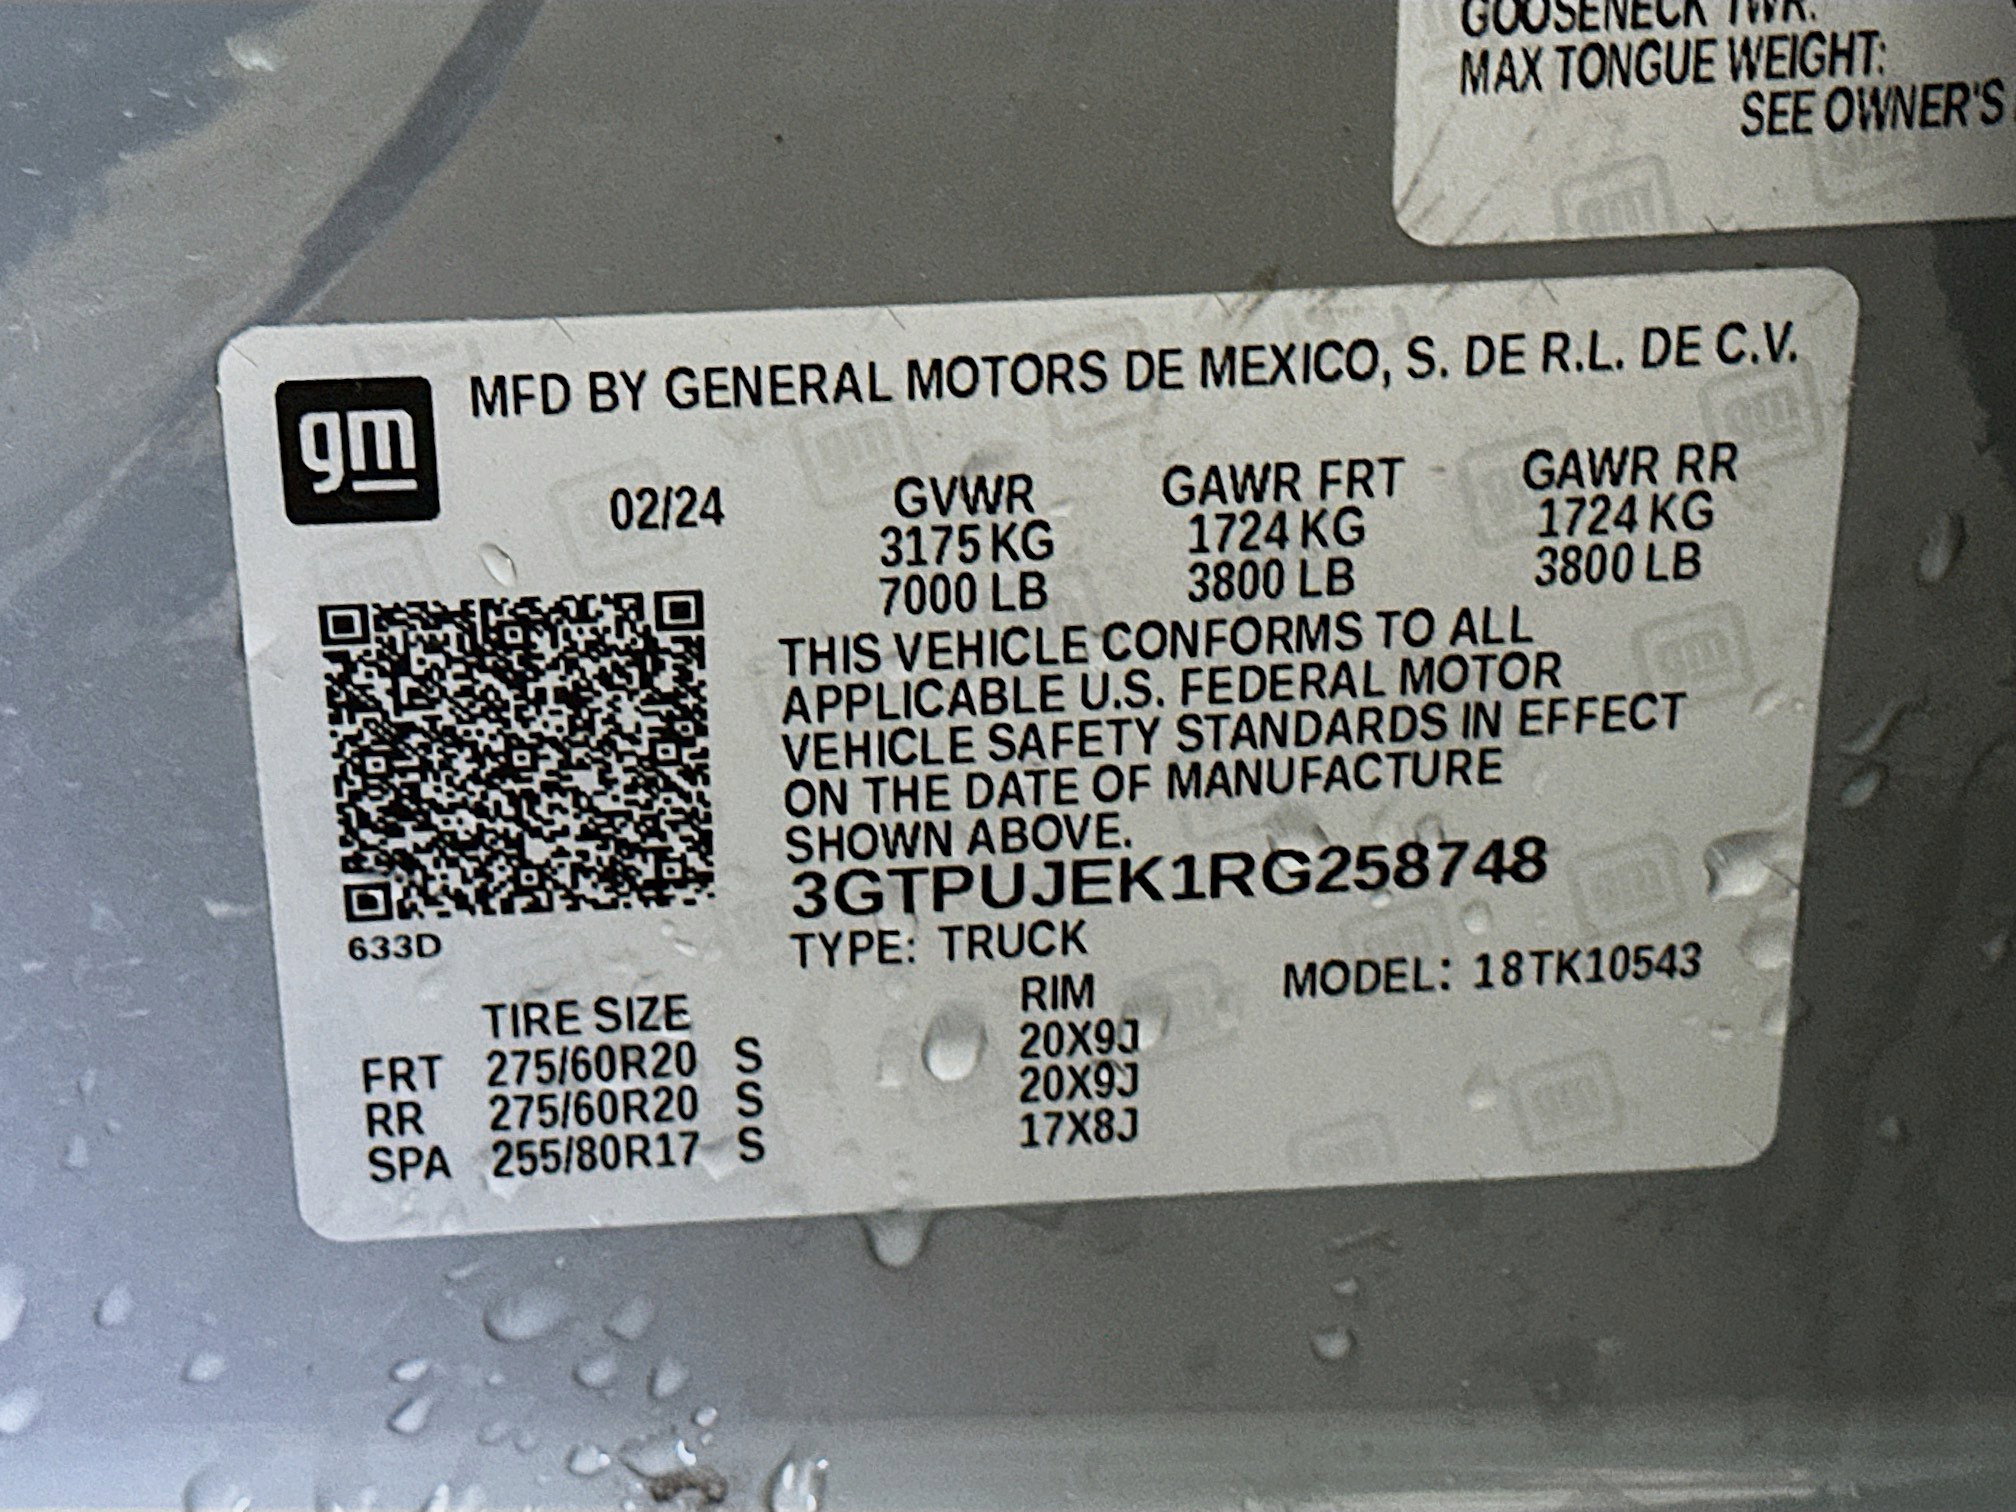 GOOSENECK TWR:
MAX TONGUE WEIGHT:
SEE OWNER'S
gm
MFD BY GENERAL MOTORS DE MEXICO, S. DE R.L. DE C.V.
02/24 GVWR GAWR FRT GAWR RR
3175 KG 1724 KG 1724 KG
7000 LB 3800 LB 3800 LB
THIS VEHICLE CONFORMS TO ALL
APPLICABLE U.S. FEDERAL MOTOR
VEHICLE SAFETY STANDARDS IN EFFECT
ON THE DATE OF MANUFACTURE
SHOWN ABOVE.
3GTPUJEK1RG258748
633D
TYPE: TRUCK MODEL: 18TK10543
TIRE SIZE RIM
FRT 275/60R20 S 20X9J
RR 275/60R20 S 20X9J
SPA 255/80R17 S 17X8J